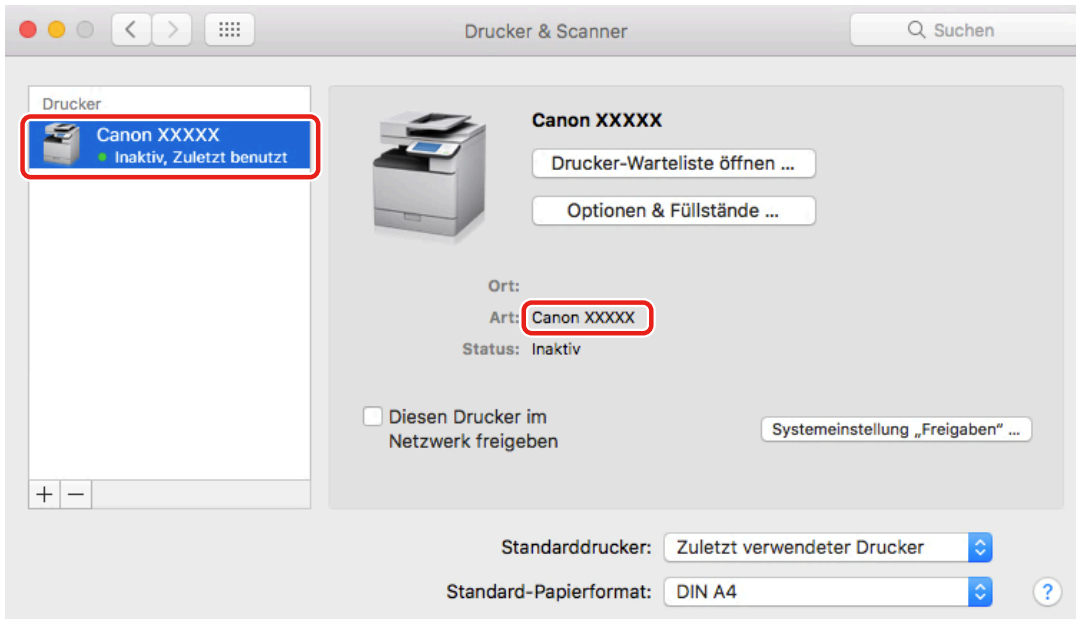 Drucker & Scanner
Suchen
Drucker
Canon XXXXX
Inaktiv, Zuletzt benutzt
Canon XXXXX
Drucker-Warteliste öffnen ...
Optionen & Füllstände ...
Ort:
Art: Canon XXXXX
Status: Inaktiv
Diesen Drucker im
Netzwerk freigeben
Systemeinstellung „Freigaben“ ...
+ −
Standarddrucker: Zuletzt verwendeter Drucker
Standard-Papierformat: DIN A4
?